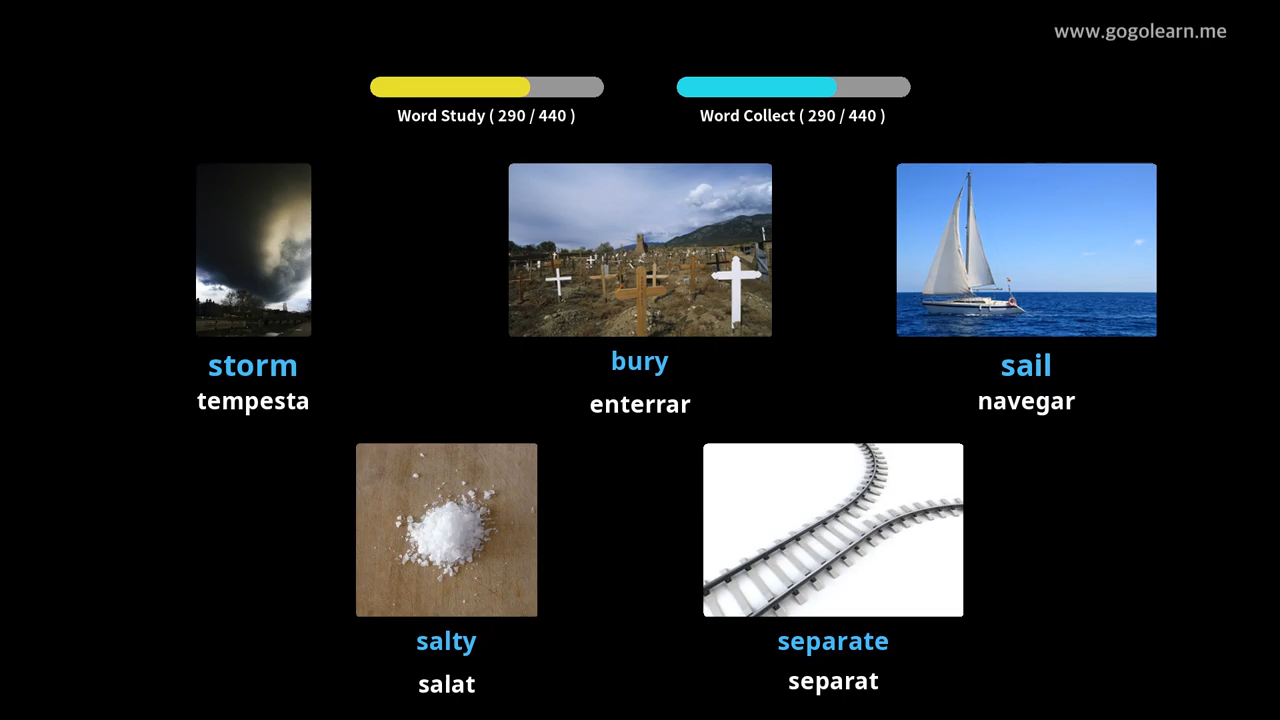 www.gogolearn.me
Word Study ( 290 / 440 )
Word Collect ( 290 / 440 )
storm
tempesta
bury
enterrar
sail
navegar
salty
salat
separate
separat